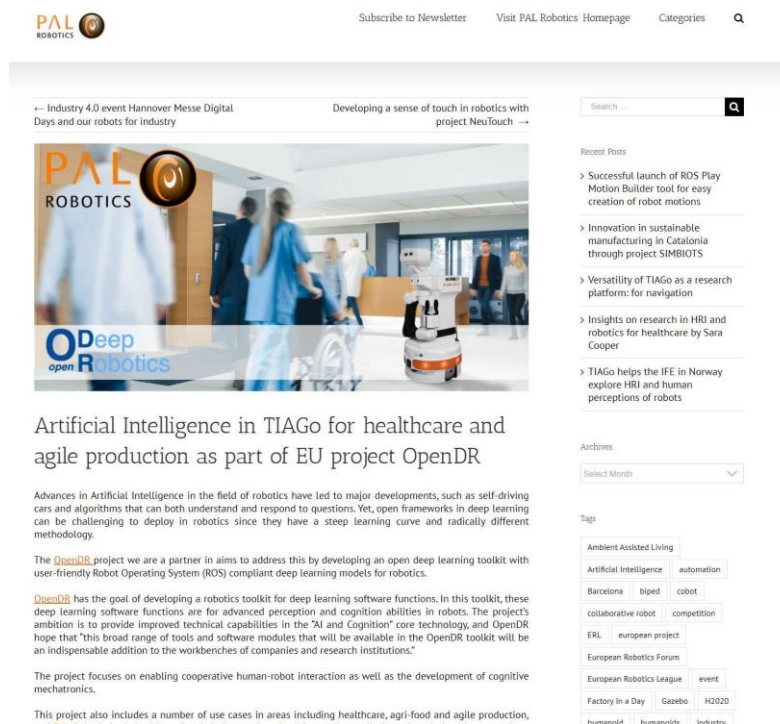 PAL
ROBOTICS
Subscribe to Newsletter
Visit PAL Robotics' Homepage
Categories
← Industry 4.0 event Hannover Messe Digital
Days and our robots for industry
Developing a sense of touch in robotics with
project NeuTouch →
PAL
ROBOTICS
Open Deep
Robotics
Artificial Intelligence in TIAGo for healthcare and
agile production as part of EU project OpenDR
Advances in Artificial Intelligence in the field of robotics have led to major developments, such as self-driving
cars and algorithms that can both understand and respond to questions. Yet, open frameworks in deep learning
can be challenging to deploy in robotics since they have a steep learning curve and radically different
methodology.
The OpenDR project we are a partner in aims to address this by developing an open deep learning toolkit with
user-friendly Robot Operating System (ROS) compliant deep learning models for robotics.
OpenDR has the goal of developing a robotics toolkit for deep learning software functions. In this toolkit, these
deep learning software functions are for advanced perception and cognition abilities in robots. The project's
ambition is to provide improved technical capabilities in the "AI and Cognition" core technology, and OpenDR
hope that "this broad range of tools and software modules that will be available in the OpenDR toolkit will be
an indispensable addition to the workbenches of companies and research institutions."
The project focuses on enabling cooperative human-robot interaction as well as the development of cognitive
mechatronics.
This project also includes a number of use cases in areas including healthcare, agri-food and agile production,
Search ...
Recent Posts
> Successful launch of ROS Play
Motion Builder tool for easy
creation of robot motions
> Innovation in sustainable
manufacturing in Catalonia
through project SIMBIOTS
> Versatility of TIAGo as a research
platform: for navigation
> Insights on research in HRI and
robotics for healthcare by Sara
Cooper
> TIAGo helps the IFE in Norway
explore HRI and human
perceptions of robots
Archives
Select Month
Tags
Ambient Assisted Living
Artificial Intelligence automation
Barcelona biped cobot
collaborative robot competition
ERL european project
European Robotics Forum
European Robotics League event
Factory in a Day Gazebo H2020
humanoid humanoids industry